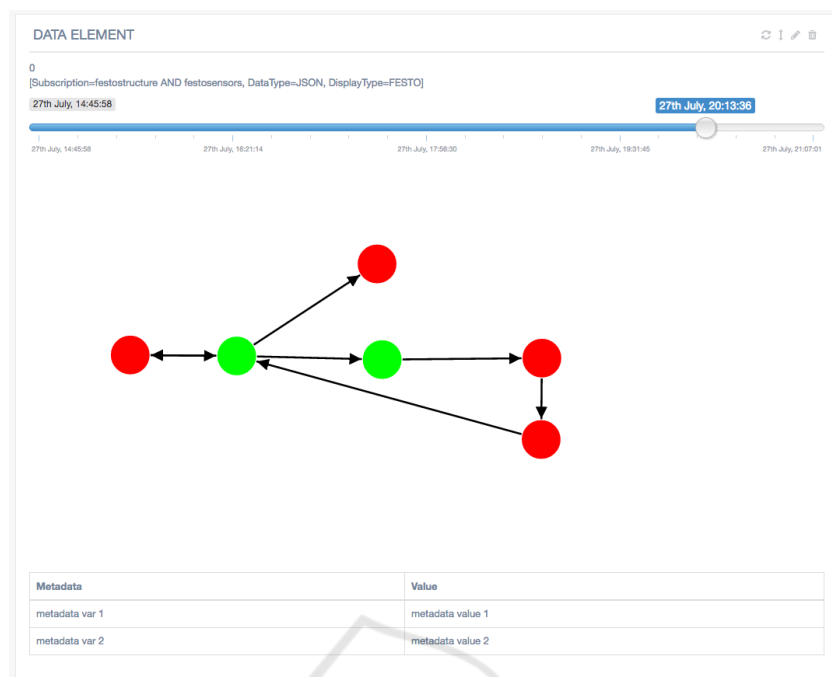 DATA ELEMENT
0
[Subscription=festostructure AND festosensors, DataType=JSON, DisplayType=FESTO]
27th July, 14:45:58
27th July, 20:13:36
27th July, 14:45:58 27th July, 16:21:14 27th July, 17:56:30 27th July, 19:31:45 27th July, 21:07:01
Metadata Value
metadata var 1 metadata value 1
metadata var 2 metadata value 2